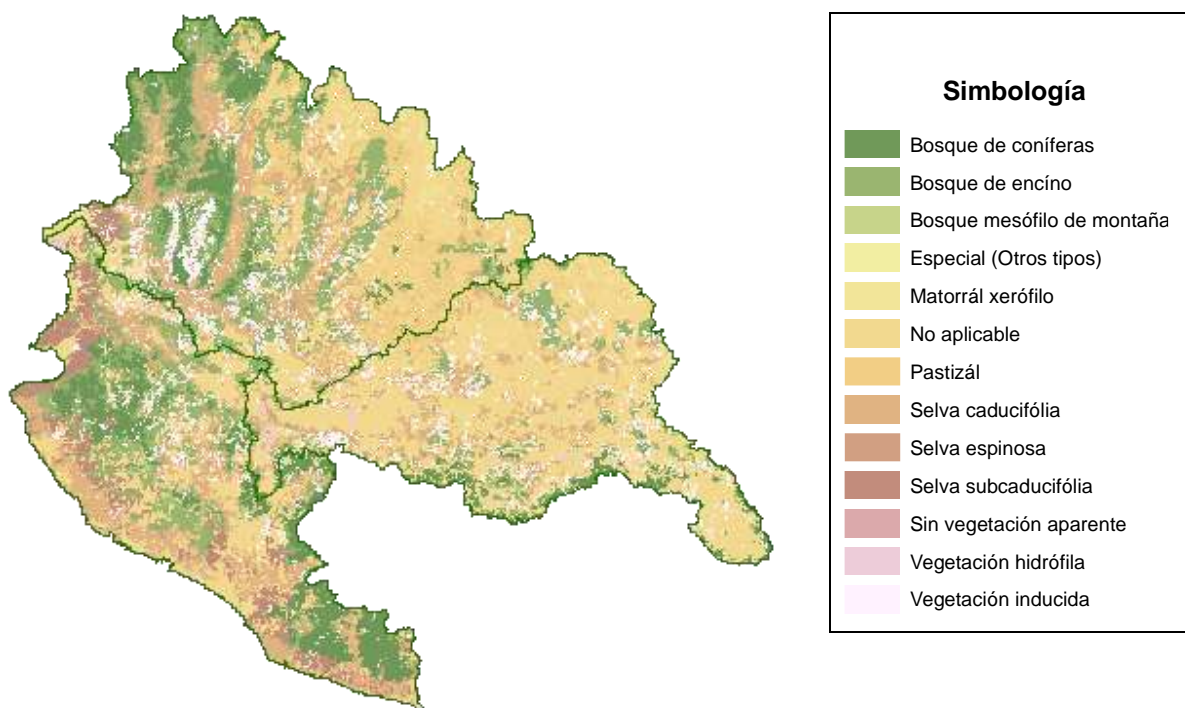 Simbología
Bosque de coníferas
Bosque de encíno
Bosque mesófilo de montaña
Especial (Otros tipos)
Matorrál xerófilo
No aplicable
Pastizál
Selva caducifólia
Selva espinosa
Selva subcaducifólia
Sin vegetación aparente
Vegetación hidrófila
Vegetación inducida